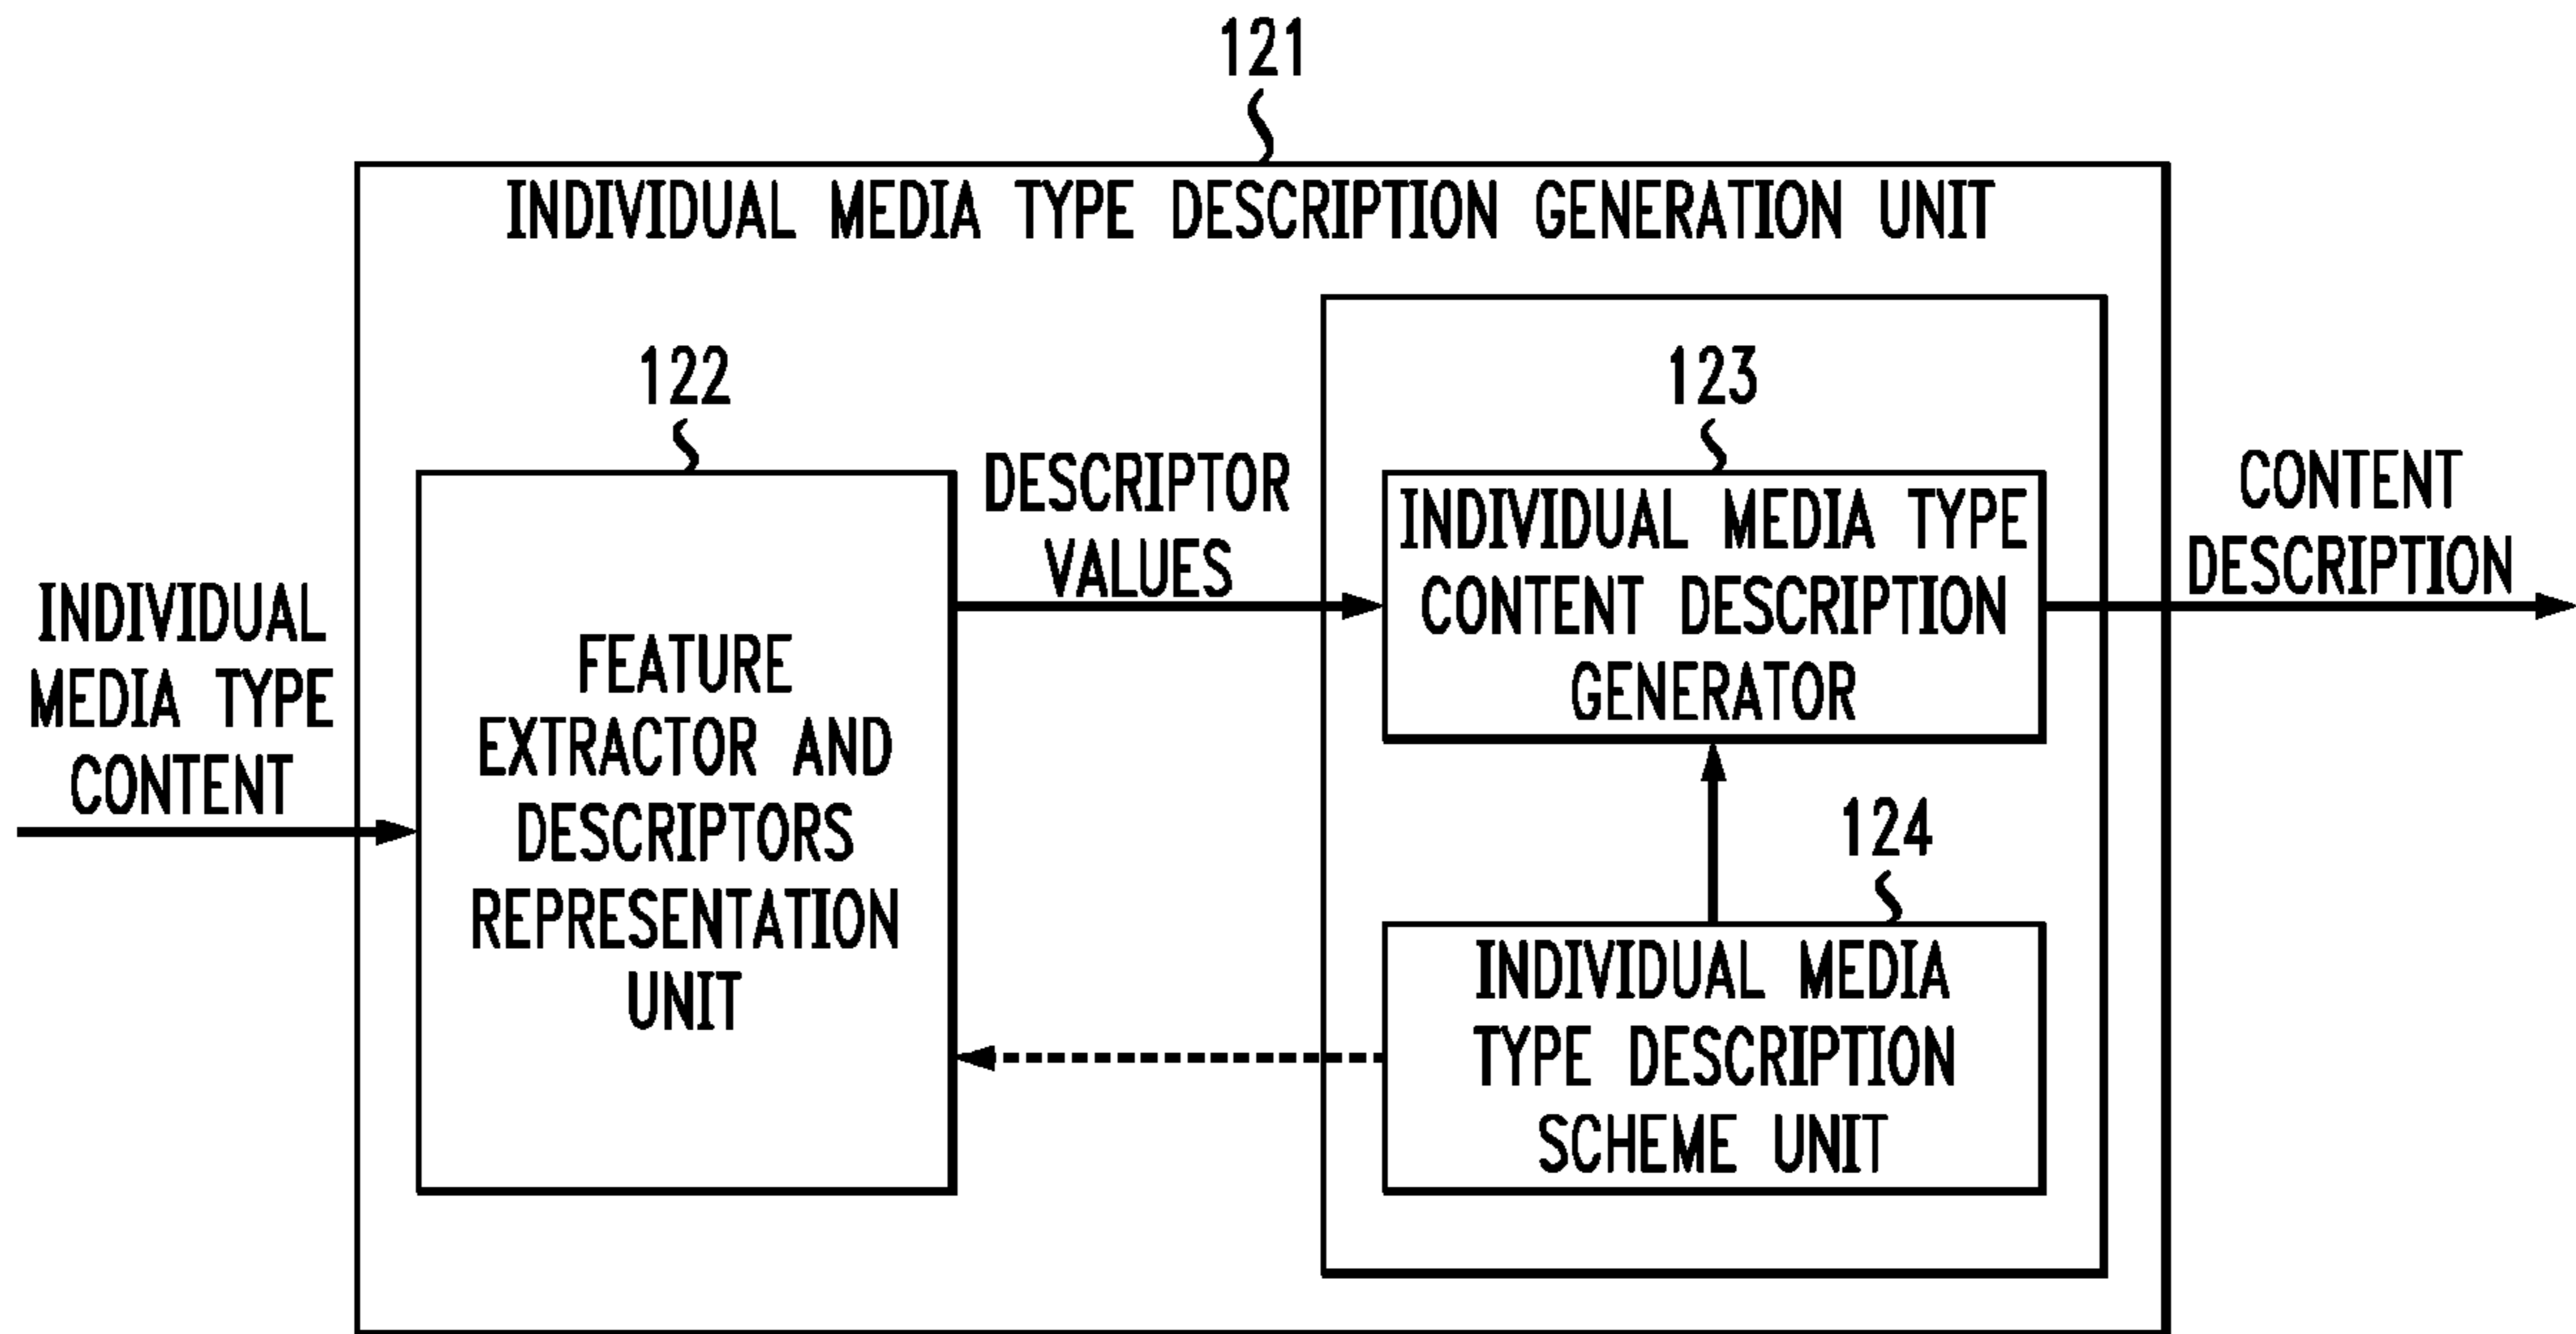 121
INDIVIDUAL MEDIA TYPE DESCRIPTION GENERATION UNIT
122
123
DESCRIPTOR
VALUES
CONTENT
DESCRIPTION
INDIVIDUAL
MEDIA TYPE
CONTENT
FEATURE
EXTRACTOR AND
DESCRIPTORS
REPRESENTATION
UNIT
INDIVIDUAL MEDIA TYPE
CONTENT DESCRIPTION
GENERATOR
124
INDIVIDUAL MEDIA
TYPE DESCRIPTION
SCHEME UNIT